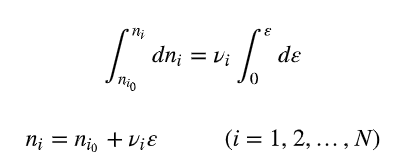 ∫_{n_{i_0}}^{n_i} dn_i = ν_i ∫_0^ε dε
n_i = n_{i_0} + ν_i ε (i = 1, 2, … , N)